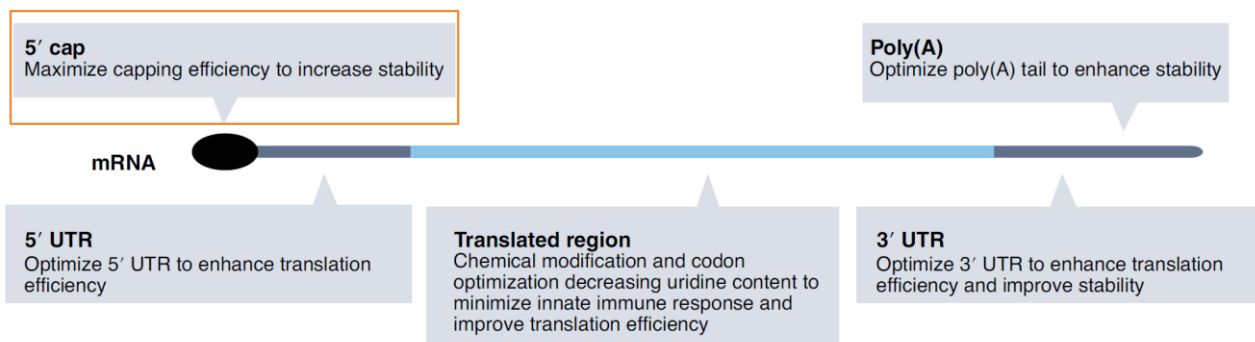 5′ cap
Maximize capping efficiency to increase stability
Poly(A)
Optimize poly(A) tail to enhance stability
mRNA
5′ UTR
Optimize 5′ UTR to enhance translation
efficiency
Translated region
Chemical modification and codon
optimization decreasing uridine content to
minimize innate immune response and
improve translation efficiency
3′ UTR
Optimize 3′ UTR to enhance translation
efficiency and improve stability